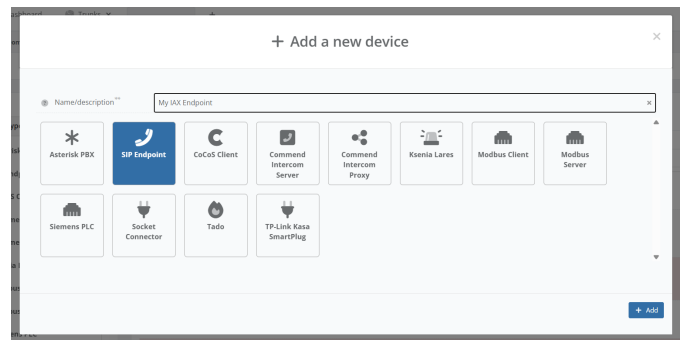 Trunks
+ Add a new device
×
Name/description **
My IAX Endpoint
×
Asterisk PBX
SIP Endpoint
CoCoS Client
Commend
Intercom
Server
Commend
Intercom
Proxy
Ksenia Lares
Modbus Client
Modbus
Server
Siemens PLC
Socket
Connector
Tado
TP-Link Kasa
SmartPlug
+ Add